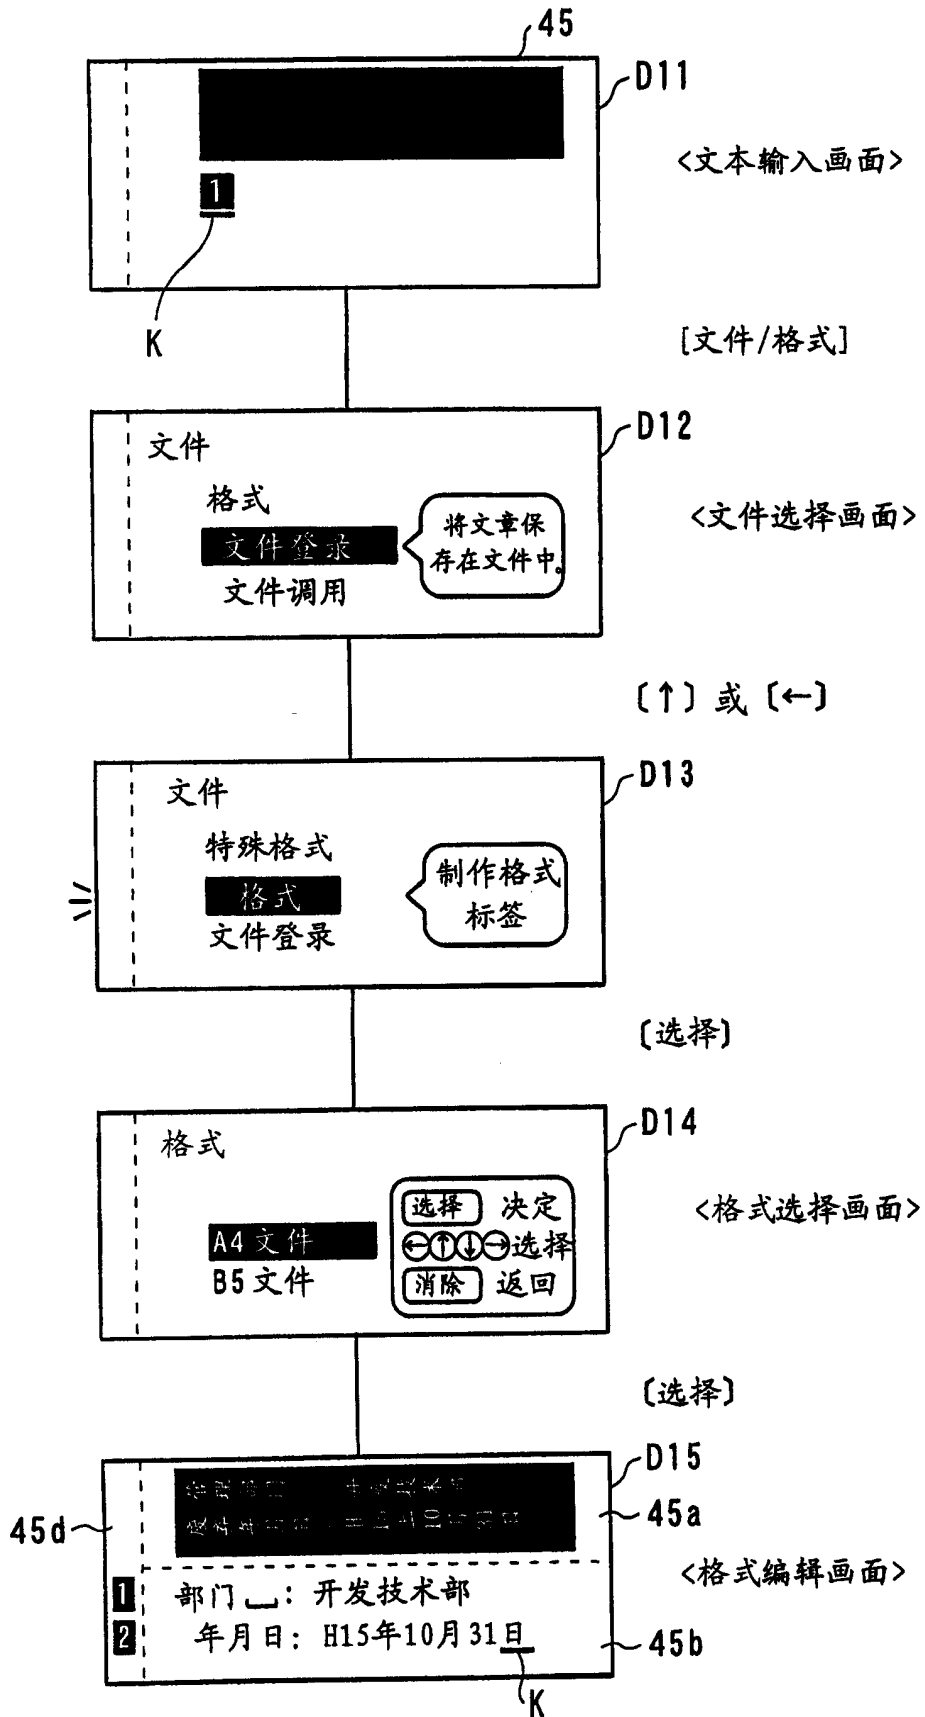 45
D11
<文本输入画面>
1
K
[文件/格式]
D12
文件
格式
文件登录
文件调用
将文章保
存在文件中。
<文件选择画面>
〔↑〕或〔←〕
D13
文件
特殊格式
格式
文件登录
制作格式
标签
〔选择〕
D14
格式
A4文件
B5文件
选择 决定
←↑↓→选择
消除 返回
<格式选择画面>
〔选择〕
D15
45d
45a
<格式编辑画面>
1 部门␣: 开发技术部
2 年月日: H15年10月31日
45b
K